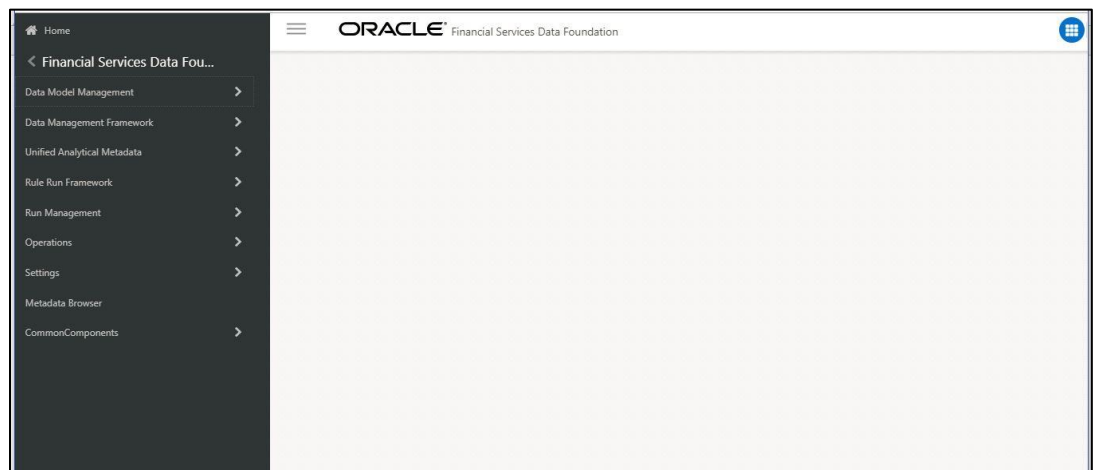 Home
Financial Services Data Fou...
Data Model Management
Data Management Framework
Unified Analytical Metadata
Rule Run Framework
Run Management
Operations
Settings
Metadata Browser
CommonComponents
ORACLE® Financial Services Data Foundation